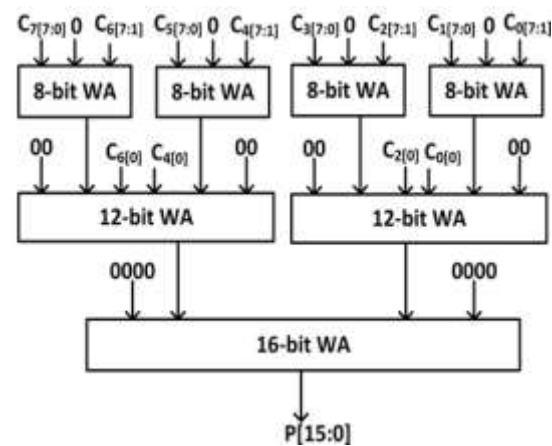 C7[7:0] 0 C6[7:1] C5[7:0] 0 C4[7:1] C3[7:0] 0 C2[7:1] C1[7:0] 0 C0[7:1]
8-bit WA 8-bit WA 8-bit WA 8-bit WA
00 C6[0] C4[0] 00 00 C2[0] C0[0] 00
12-bit WA 12-bit WA
0000 0000
16-bit WA
P[15:0]